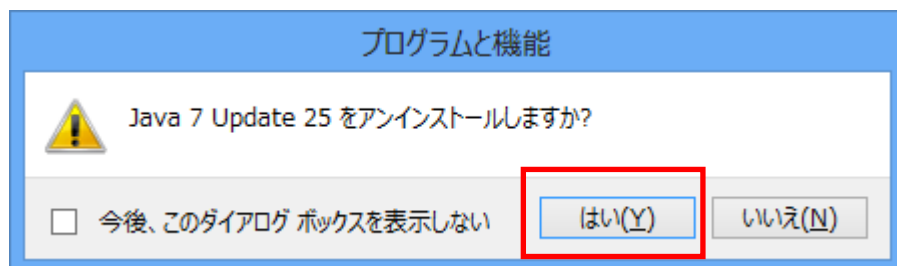 プログラムと機能
Java 7 Update 25 をアンインストールしますか?
今後、このダイアログ ボックスを表示しない
はい(Y)
いいえ(N)